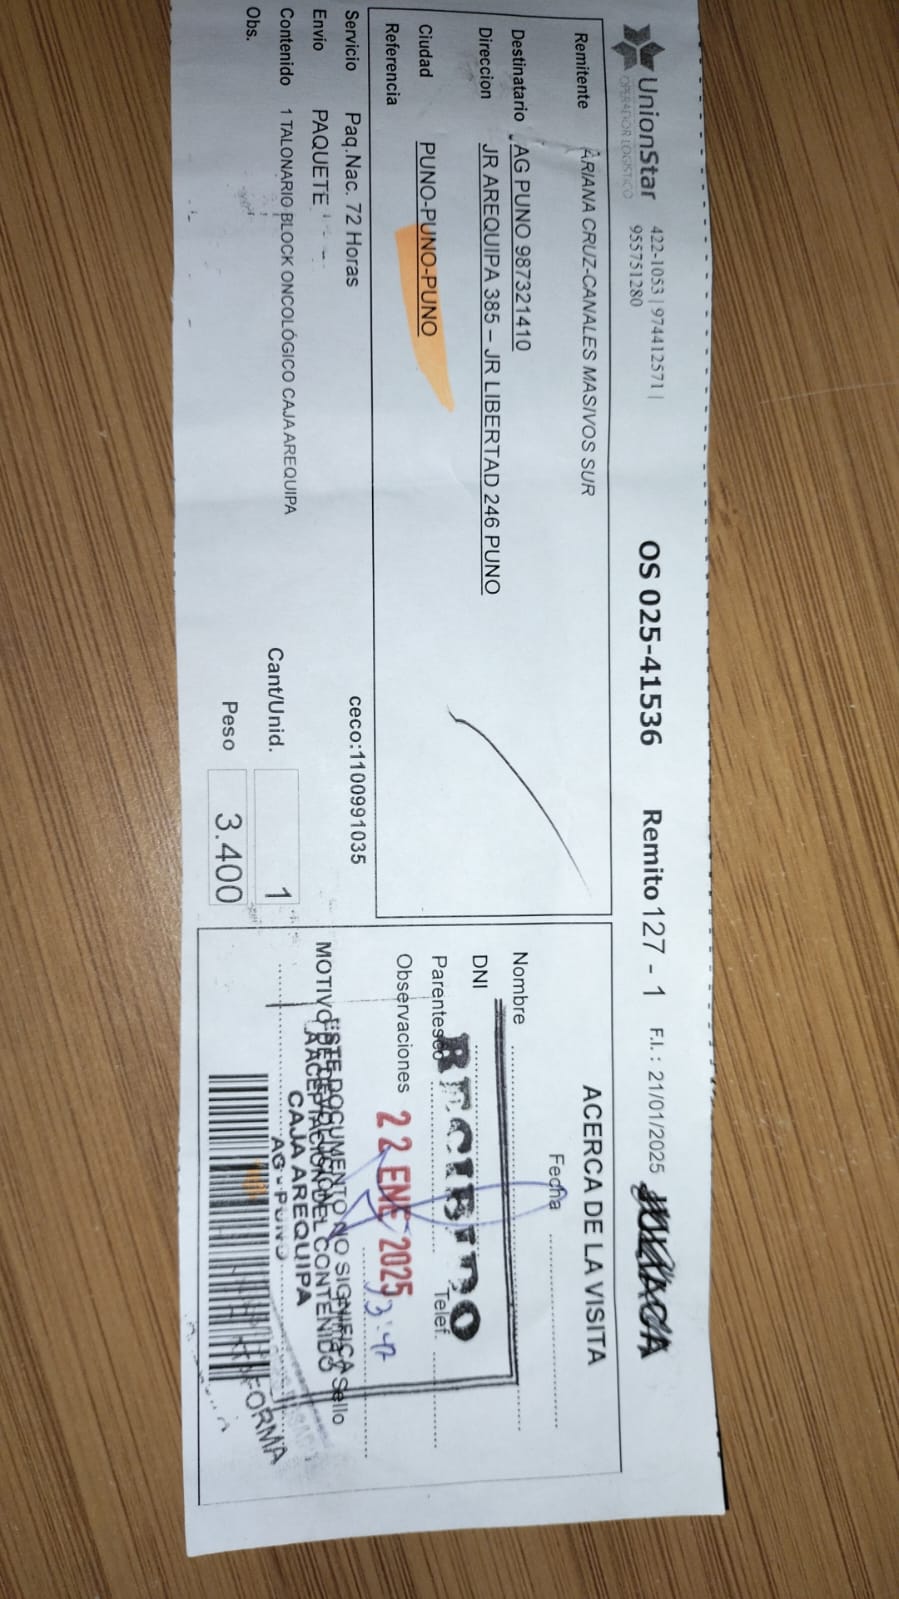 UnionStar
OPERADOR LOGÍSTICO
422-1053 | 974412571 |
955751280
OS 025-41536 Remito 127 - 1 F.I. : 21/01/2025
Remitente ARIANA CRUZ-CANALES MASIVOS SUR
Destinatario AG PUNO 987321410
Direccion JR AREQUIPA 385 – JR LIBERTAD 246 PUNO
Ciudad PUNO-PUNO-PUNO
Referencia
Servicio Paq.Nac. 72 Horas
ceco:1100991035
Envio PAQUETE
Contenido 1 TALONARIO BLOCK ONCOLÓGICO CAJA AREQUIPA
Cant/Unid. 1
Obs.
Peso 3.400
ACERCA DE LA VISITA
Fecha
Nombre
DNI
Parentesco Telef.
RECIBIDO
Observaciones
22 ENE 2025
Sello
MOTIVO DE
ESTE DOCUMENTO NO SIGNIFICA
LA ACEPTACION DEL CONTENIDO
CAJA AREQUIPA
AG. PUNO